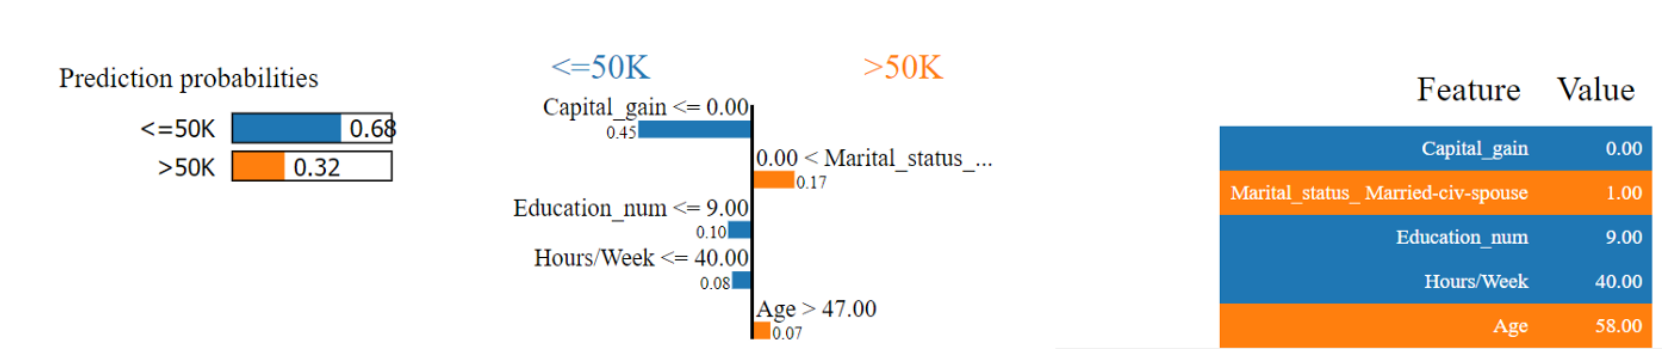 Prediction probabilities
<=50K 0.68
>50K 0.32
<=50K >50K
Capital_gain <= 0.00
0.45
0.00 < Marital_status_...
0.17
Education_num <= 9.00
0.10
Hours/Week <= 40.00
0.08
Age > 47.00
0.07
Feature Value
Capital_gain 0.00
Marital_status_ Married-civ-spouse 1.00
Education_num 9.00
Hours/Week 40.00
Age 58.00